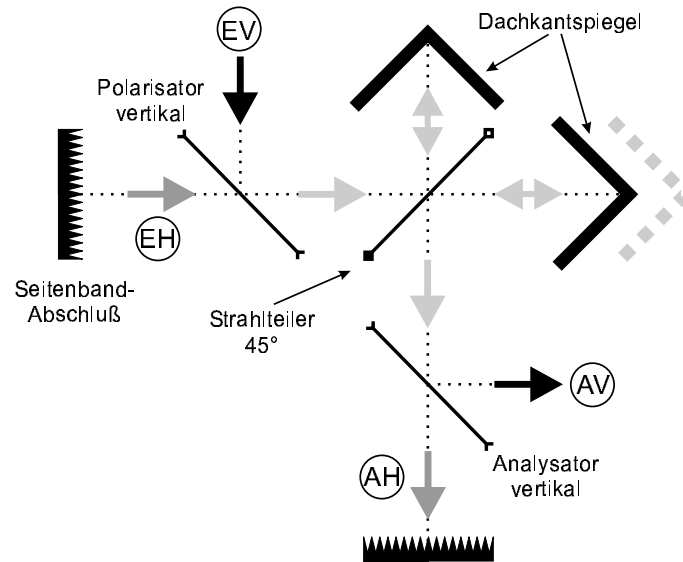 EV
Dachkantspiegel
Polarisator
vertikal
EH
Seitenband-
Abschluß
Strahlteiler
45°
AV
AH
Analysator
vertikal